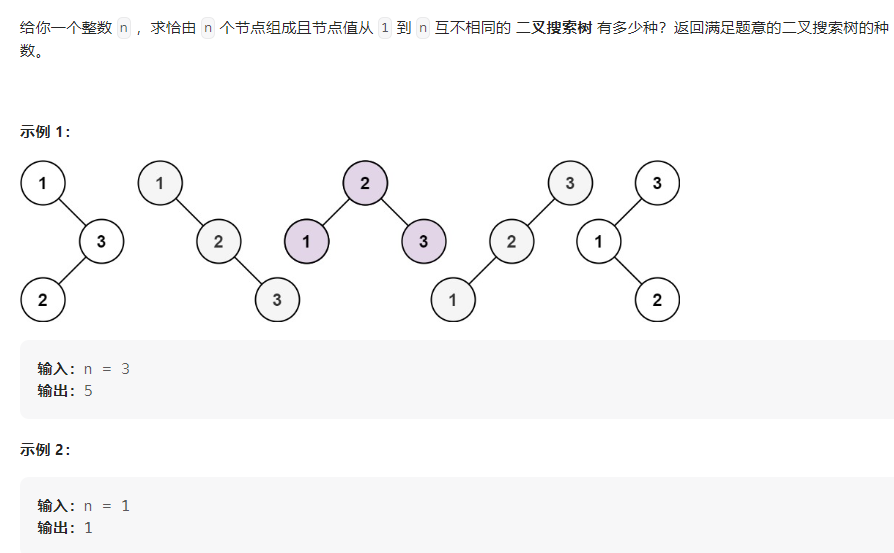 给你一个整数 n ，求恰由 n 个节点组成且节点值从 1 到 n 互不相同的 二叉搜索树 有多少种？返回满足题意的二叉搜索树的种
数。
示例 1：
1 1 2 3 3
3 2 1 3 2 1
2 3 1 2
输入：n = 3
输出：5
示例 2：
输入：n = 1
输出：1